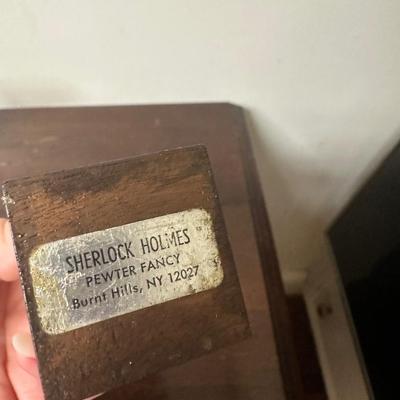 SHERLOCK HOLMES
PEWTER FANCY
Burnt Hills, NY 12027